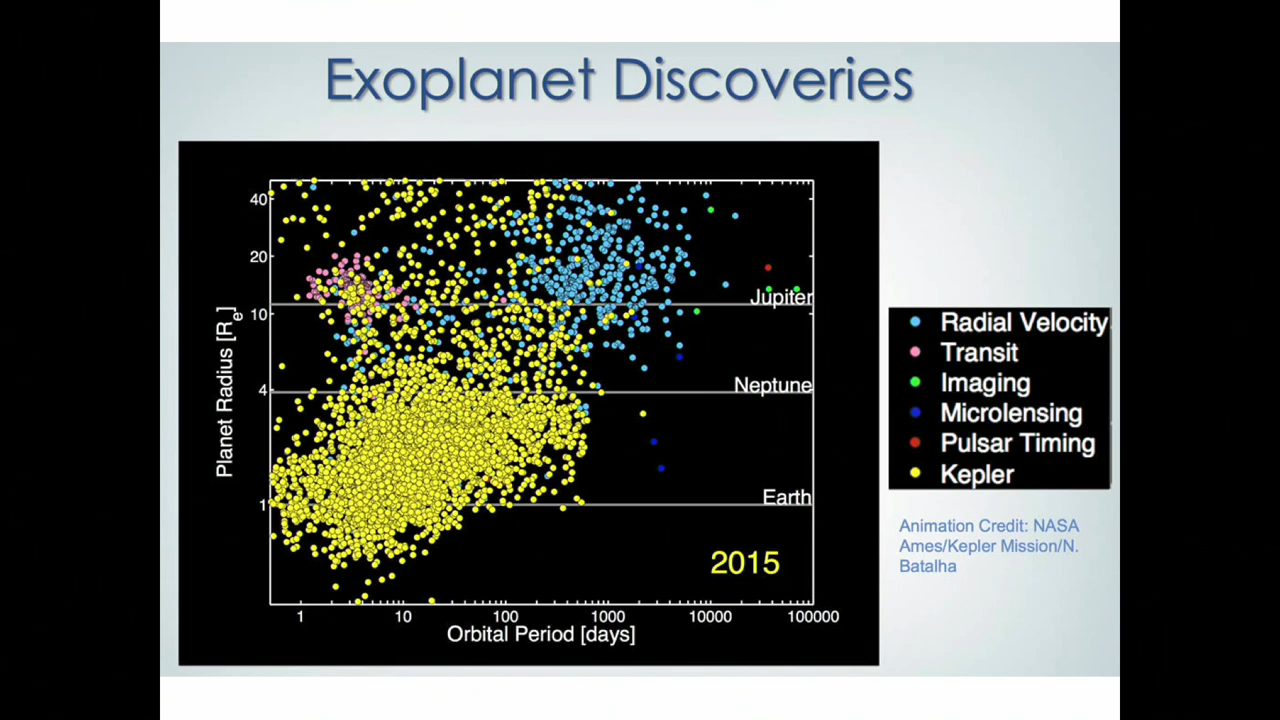 Exoplanet Discoveries
40
20
10
4
1
Planet Radius [Re]
Jupiter
Neptune
Earth
2015
1 10 100 1000 10000 100000
Orbital Period [days]
Radial Velocity
Transit
Imaging
Microlensing
Pulsar Timing
Kepler
Animation Credit: NASA
Ames/Kepler Mission/N.
Batalha